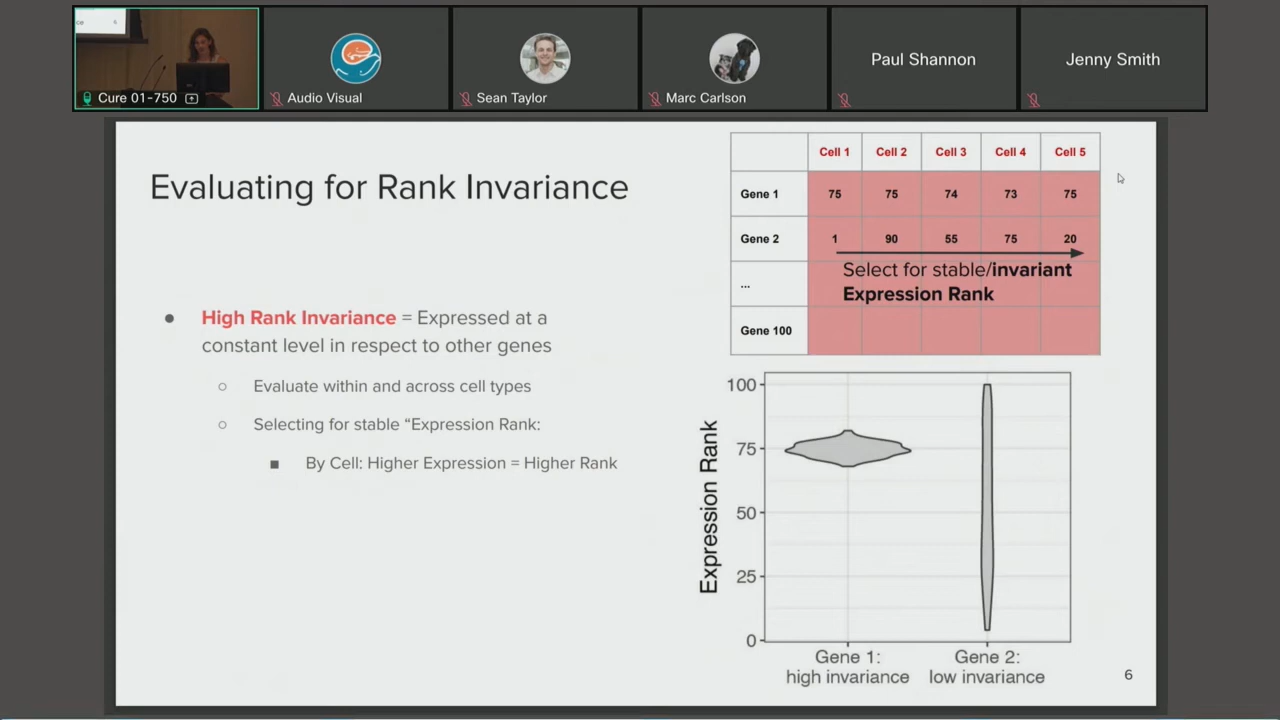 Cure 01-750
Audio Visual
Sean Taylor
Marc Carlson
Paul Shannon
Jenny Smith
Evaluating for Rank Invariance
High Rank Invariance = Expressed at a
constant level in respect to other genes
Evaluate within and across cell types
Selecting for stable “Expression Rank:
By Cell: Higher Expression = Higher Rank
Cell 1 Cell 2 Cell 3 Cell 4 Cell 5
Gene 1 75 75 74 73 75
Gene 2 1 90 55 75 20
...
Gene 100
Select for stable/invariant
Expression Rank
Expression Rank
100
75
50
25
0
Gene 1:
high invariance
Gene 2:
low invariance
6